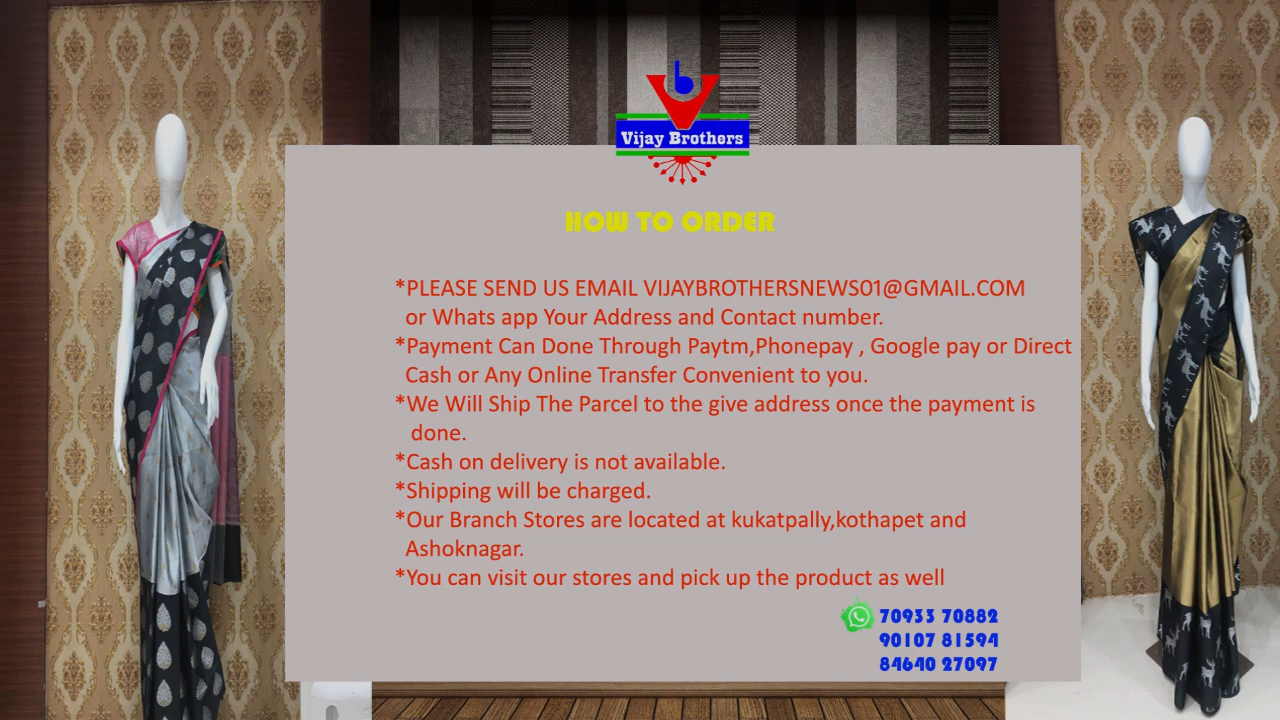 b
Vijay Brothers
HOW TO ORDER
*PLEASE SEND US EMAIL VIJAYBROTHERSNEWS01@GMAIL.COM
or Whats app Your Address and Contact number.
*Payment Can Done Through Paytm,Phonepay , Google pay or Direct
Cash or Any Online Transfer Convenient to you.
*We Will Ship The Parcel to the give address once the payment is
done.
*Cash on delivery is not available.
*Shipping will be charged.
*Our Branch Stores are located at kukatpally,kothapet and
Ashoknagar.
*You can visit our stores and pick up the product as well
70933 70882
90107 81594
84640 27097